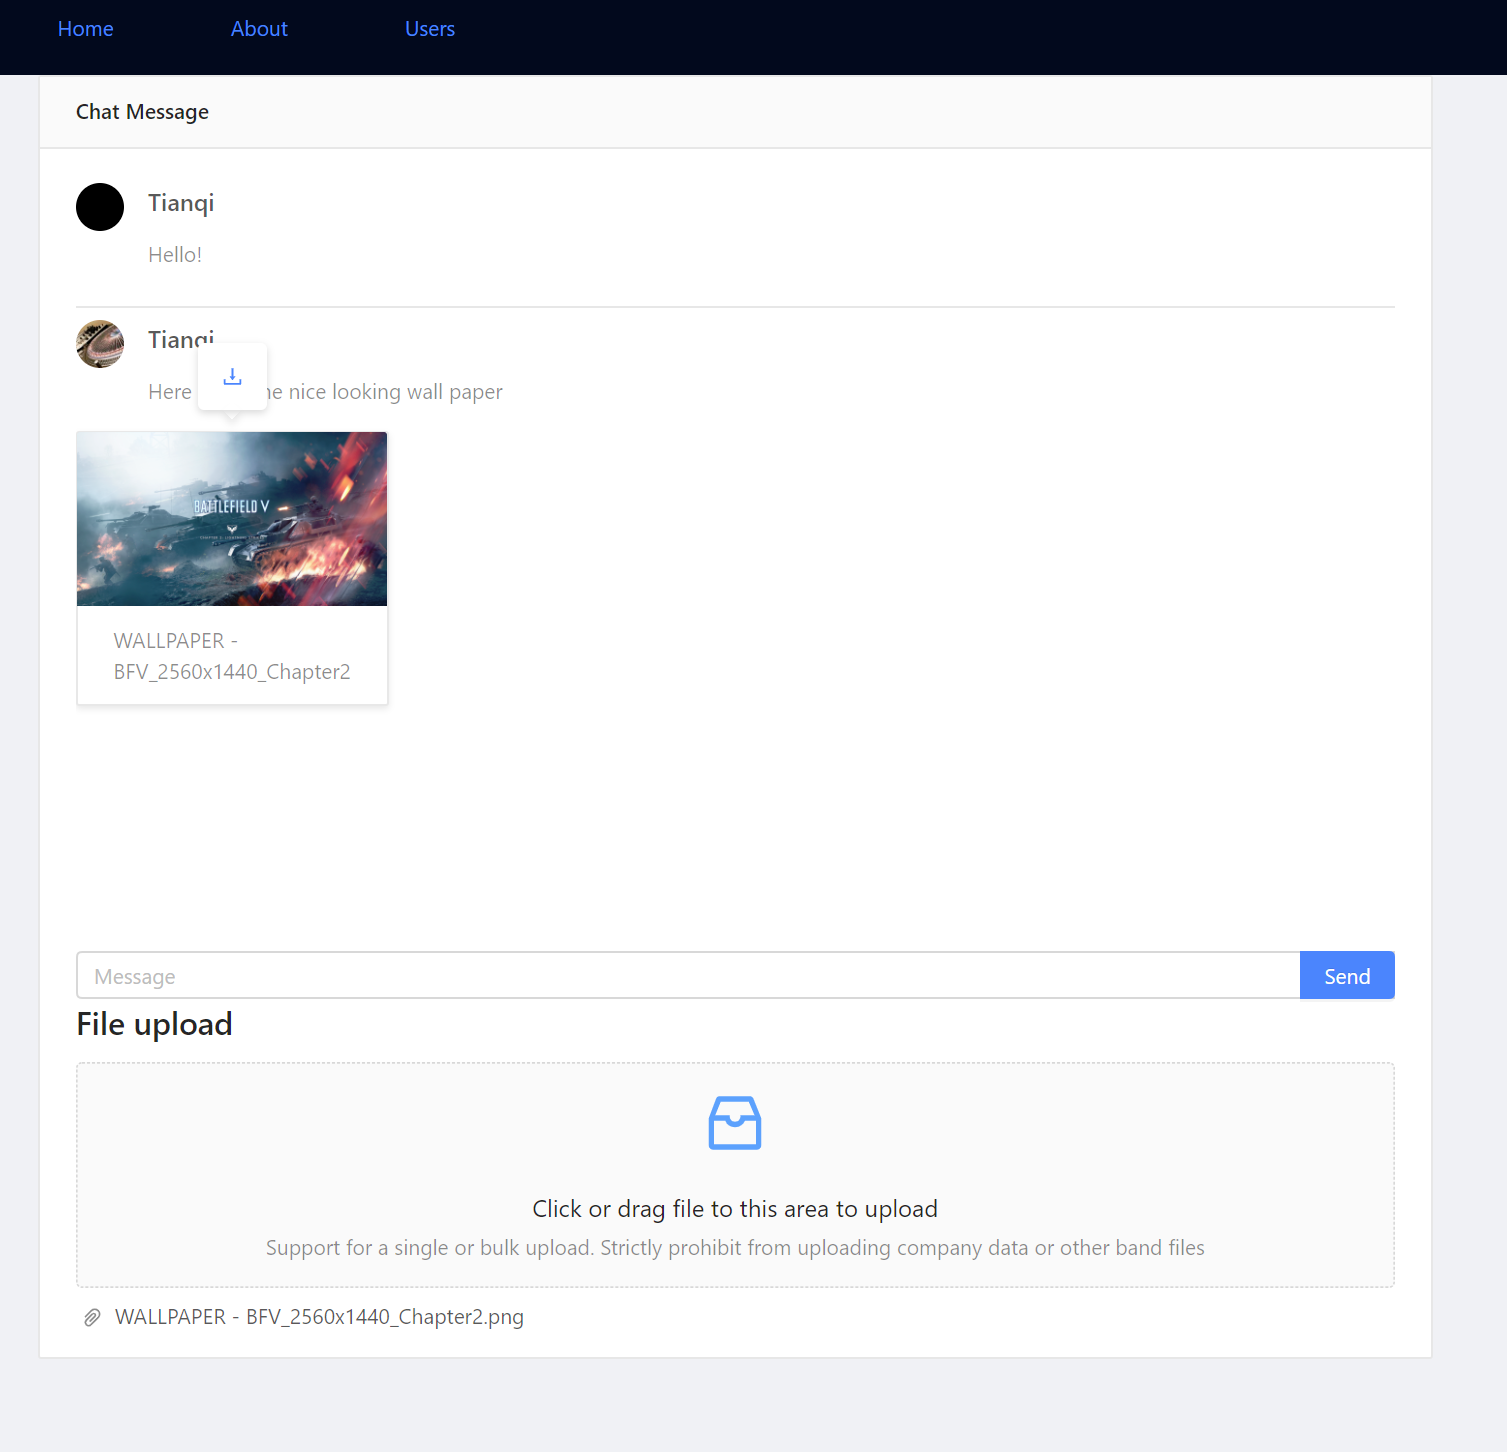 Home About Users
Chat Message
Tianqi
Hello!
Tianqi
Here he nice looking wall paper
BATTLEFIELD V
WALLPAPER -
BFV_2560x1440_Chapter2
Message Send
File upload
Click or drag file to this area to upload
Support for a single or bulk upload. Strictly prohibit from uploading company data or other band files
WALLPAPER - BFV_2560x1440_Chapter2.png